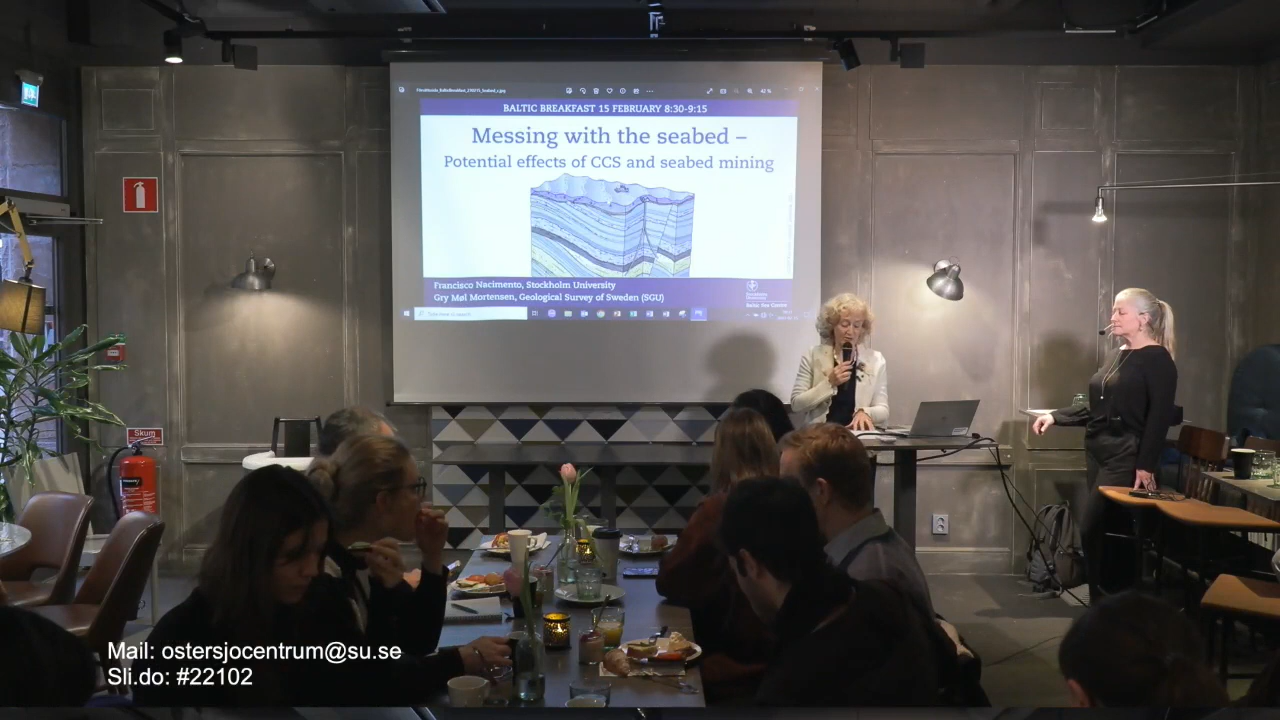 BALTIC BREAKFAST 15 FEBRUARY 8:30-9:15
Messing with the seabed –
Potential effects of CCS and seabed mining
Francisco Nacimento, Stockholm University
Gry Møl Mortensen, Geological Survey of Sweden (SGU)
Skum
Mail: ostersjocentrum@su.se
Sli.do: #22102